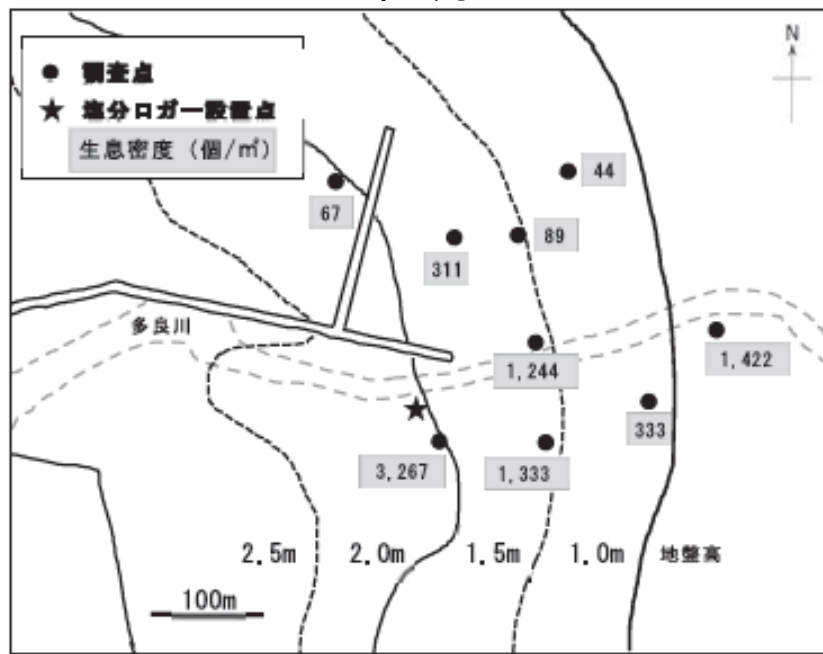 N
● 調査点
★ 塩分ロガー設置点
生息密度 (個/㎡)
44
67
89
311
多良川
1,244
1,422
333
3,267
1,333
2.5m 2.0m 1.5m 1.0m 地盤高
100m